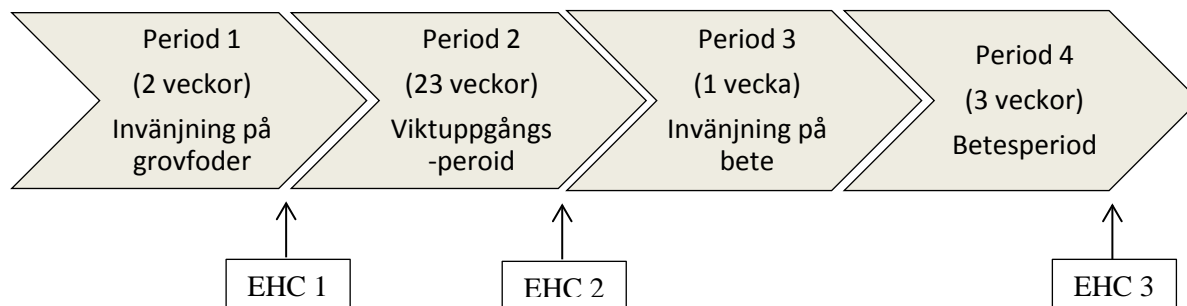 Period 1
(2 veckor)
Invänjning på
grovfoder
Period 2
(23 veckor)
Viktuppgångs
-peroid
Period 3
(1 vecka)
Invänjning på
bete
Period 4
(3 veckor)
Betesperiod
EHC 1
EHC 2
EHC 3